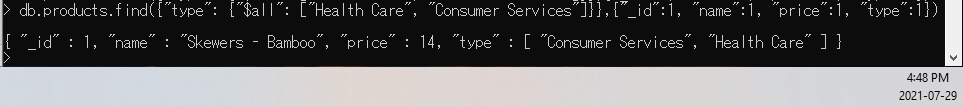 > db.products.find({"type": {"$all": ["Health Care", "Consumer Services"]}},{"_id":1, "name":1, "price":1, "type":1})
{ "_id" : 1, "name" : "Skewers - Bamboo", "price" : 14, "type" : [ "Consumer Services", "Health Care" ] }
>
4:48 PM
2021-07-29